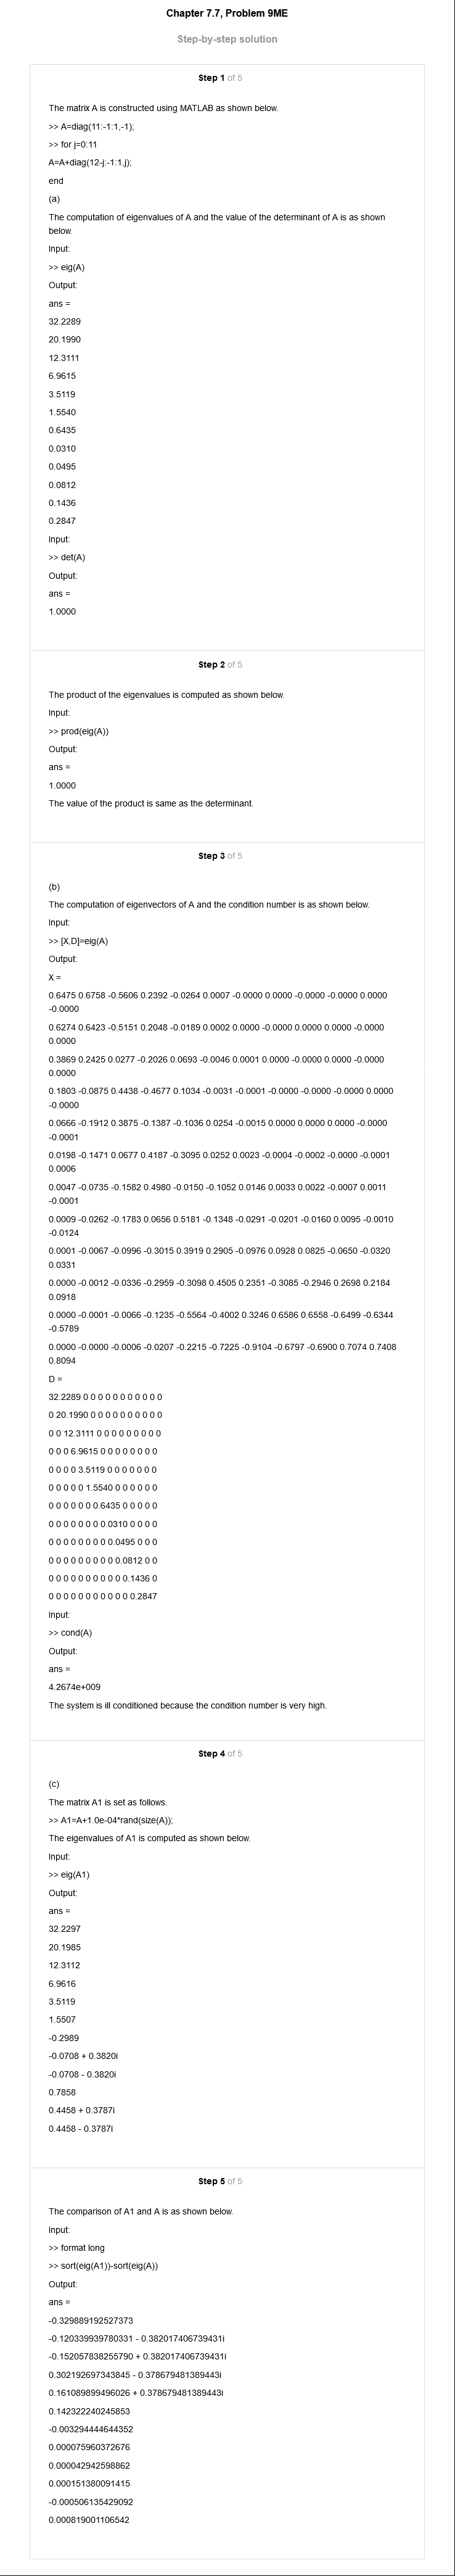 Chapter 7.7, Problem 9ME
Step-by-step solution
Step 1 of 5
The matrix A is constructed using MATLAB as shown below.
>> A=diag(11:-1:1,-1);
>> for j=0:11
A=A+diag(12-j:-1:1,j);
end
(a)
The computation of eigenvalues of A and the value of the determinant of A is as shown
below.
Input:
>> eig(A)
Output:
ans =
32.2289
20.1990
12.3111
6.9615
3.5119
1.5540
0.6435
0.0310
0.0495
0.0812
0.1436
0.2847
Input:
>> det(A)
Output:
ans =
1.0000
Step 2 of 5
The product of the eigenvalues is computed as shown below.
Input:
>> prod(eig(A))
Output:
ans =
1.0000
The value of the product is same as the determinant.
Step 3 of 5
(b)
The computation of eigenvectors of A and the condition number is as shown below.
Input:
>> [X,D]=eig(A)
Output:
X =
0.6475 0.6758 -0.5606 0.2392 -0.0264 0.0007 -0.0000 0.0000 -0.0000 -0.0000 0.0000
-0.0000
0.6274 0.6423 -0.5151 0.2048 -0.0189 0.0002 0.0000 -0.0000 0.0000 0.0000 -0.0000
0.0000
0.3869 0.2425 0.0277 -0.2026 0.0693 -0.0046 0.0001 0.0000 -0.0000 0.0000 -0.0000
0.0000
0.1803 -0.0875 0.4438 -0.4677 0.1034 -0.0031 -0.0001 -0.0000 -0.0000 -0.0000 0.0000
-0.0000
0.0666 -0.1912 0.3875 -0.1387 -0.1036 0.0254 -0.0015 0.0000 0.0000 0.0000 -0.0000
-0.0001
0.0198 -0.1471 0.0677 0.4187 -0.3095 0.0252 0.0023 -0.0004 -0.0002 -0.0000 -0.0001
0.0006
0.0047 -0.0735 -0.1582 0.4980 -0.0150 -0.1052 0.0146 0.0033 0.0022 -0.0007 0.0011
-0.0001
0.0009 -0.0262 -0.1783 0.0656 0.5181 -0.1348 -0.0291 -0.0201 -0.0160 0.0095 -0.0010
-0.0124
0.0001 -0.0067 -0.0996 -0.3015 0.3919 0.2905 -0.0976 0.0928 0.0825 -0.0650 -0.0320
0.0331
0.0000 -0.0012 -0.0336 -0.2959 -0.3098 0.4505 0.2351 -0.3085 -0.2946 0.2698 0.2184
0.0918
0.0000 -0.0001 -0.0066 -0.1235 -0.5564 -0.4002 0.3246 0.6586 0.6558 -0.6499 -0.6344
-0.5789
0.0000 -0.0000 -0.0006 -0.0207 -0.2215 -0.7225 -0.9104 -0.6797 -0.6900 0.7074 0.7408
0.8094
D =
32.2289 0 0 0 0 0 0 0 0 0 0 0
0 20.1990 0 0 0 0 0 0 0 0 0 0
0 0 12.3111 0 0 0 0 0 0 0 0 0
0 0 0 6.9615 0 0 0 0 0 0 0 0
0 0 0 0 3.5119 0 0 0 0 0 0 0
0 0 0 0 0 1.5540 0 0 0 0 0 0
0 0 0 0 0 0 0.6435 0 0 0 0 0
0 0 0 0 0 0 0 0.0310 0 0 0 0
0 0 0 0 0 0 0 0 0.0495 0 0 0
0 0 0 0 0 0 0 0 0 0.0812 0 0
0 0 0 0 0 0 0 0 0 0 0.1436 0
0 0 0 0 0 0 0 0 0 0 0 0.2847
Input:
>> cond(A)
Output:
ans =
4.2674e+009
The system is ill conditioned because the condition number is very high.
Step 4 of 5
(c)
The matrix A1 is set as follows.
>> A1=A+1.0e-04*rand(size(A));
The eigenvalues of A1 is computed as shown below.
Input:
>> eig(A1)
Output:
ans =
32.2297
20.1985
12.3112
6.9616
3.5119
1.5507
-0.2989
-0.0708 + 0.3820i
-0.0708 - 0.3820i
0.7858
0.4458 + 0.3787i
0.4458 - 0.3787i
Step 5 of 5
The comparison of A1 and A is as shown below.
Input:
>> format long
>> sort(eig(A1))-sort(eig(A))
Output:
ans =
-0.329889192527373
-0.120339939780331 - 0.382017406739431i
-0.152057838255790 + 0.382017406739431i
0.302192697343845 - 0.378679481389443i
0.161089899496026 + 0.378679481389443i
0.142322240245853
-0.003294444644352
0.000075960372676
0.000042942598862
0.000151380091415
-0.000506135429092
0.000819001106542